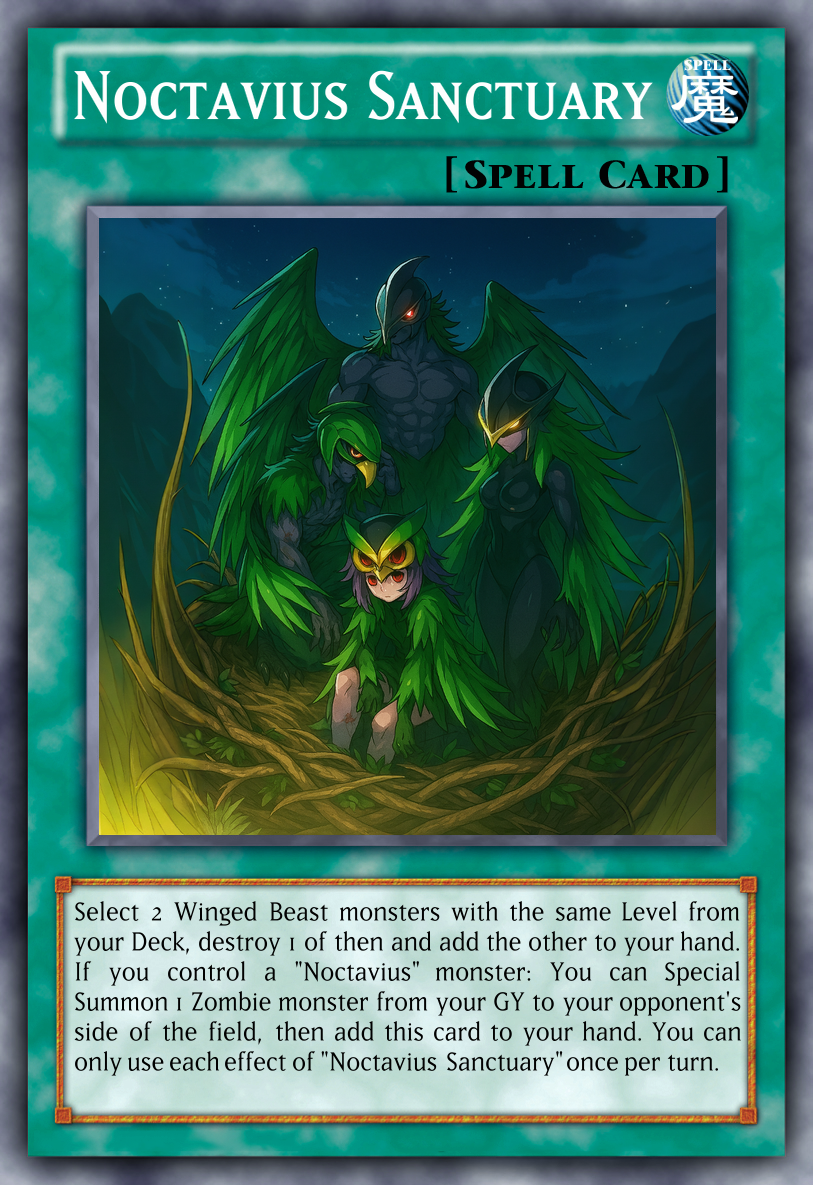 Noctavius Sanctuary
SPELL
魔
[Spell Card]
Select 2 Winged Beast monsters with the same Level from
your Deck, destroy 1 of then and add the other to your hand.
If you control a "Noctavius" monster: You can Special
Summon 1 Zombie monster from your GY to your opponent's
side of the field, then add this card to your hand. You can
only use each effect of "Noctavius Sanctuary" once per turn.